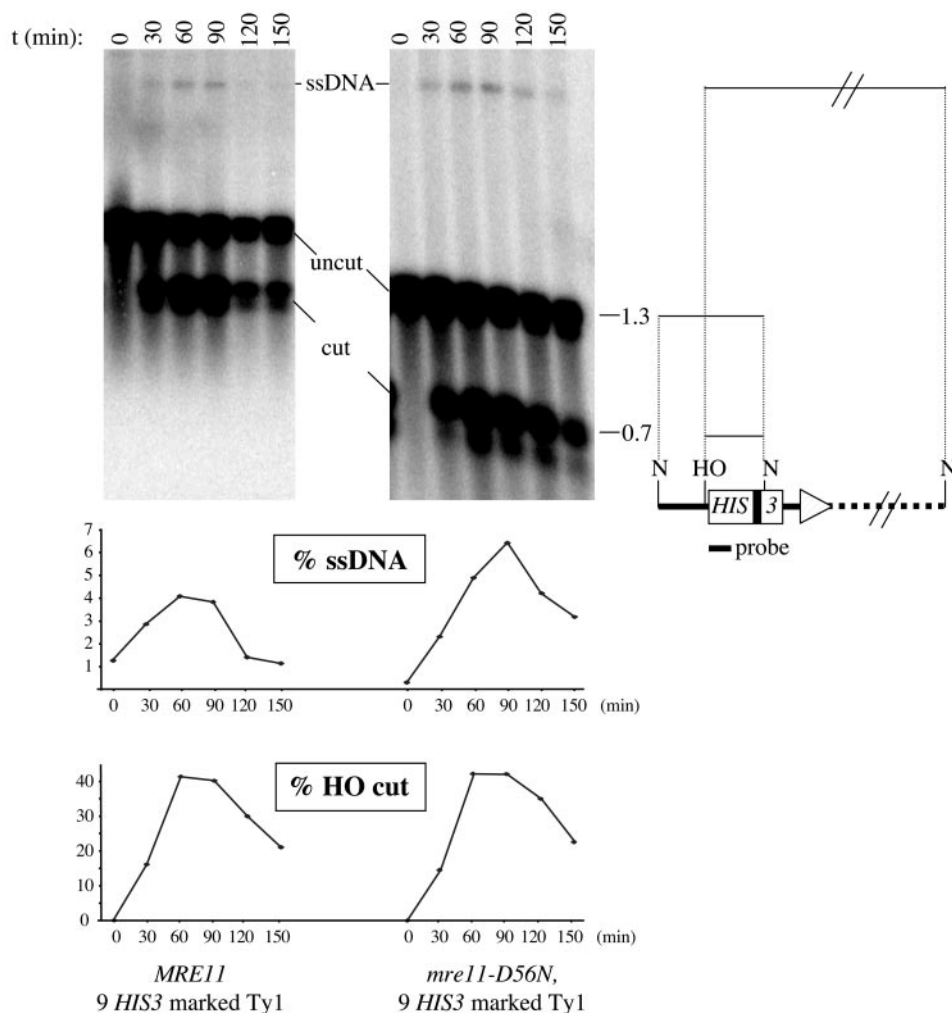 t (min): 0 30 60 90 120 150 0 30 60 90 120 150
ssDNA
uncut
cut
1.3
0.7
N HO N N
HIS 3
probe
% ssDNA
7
6
5
4
3
2
1
0 30 60 90 120 150 0 30 60 90 120 150 (min)
% HO cut
40
30
20
10
0
0 30 60 90 120 150 0 30 60 90 120 150 (min)
MRE11 mre11-D56N,
9 HIS3 marked Ty1 9 HIS3 marked Ty1